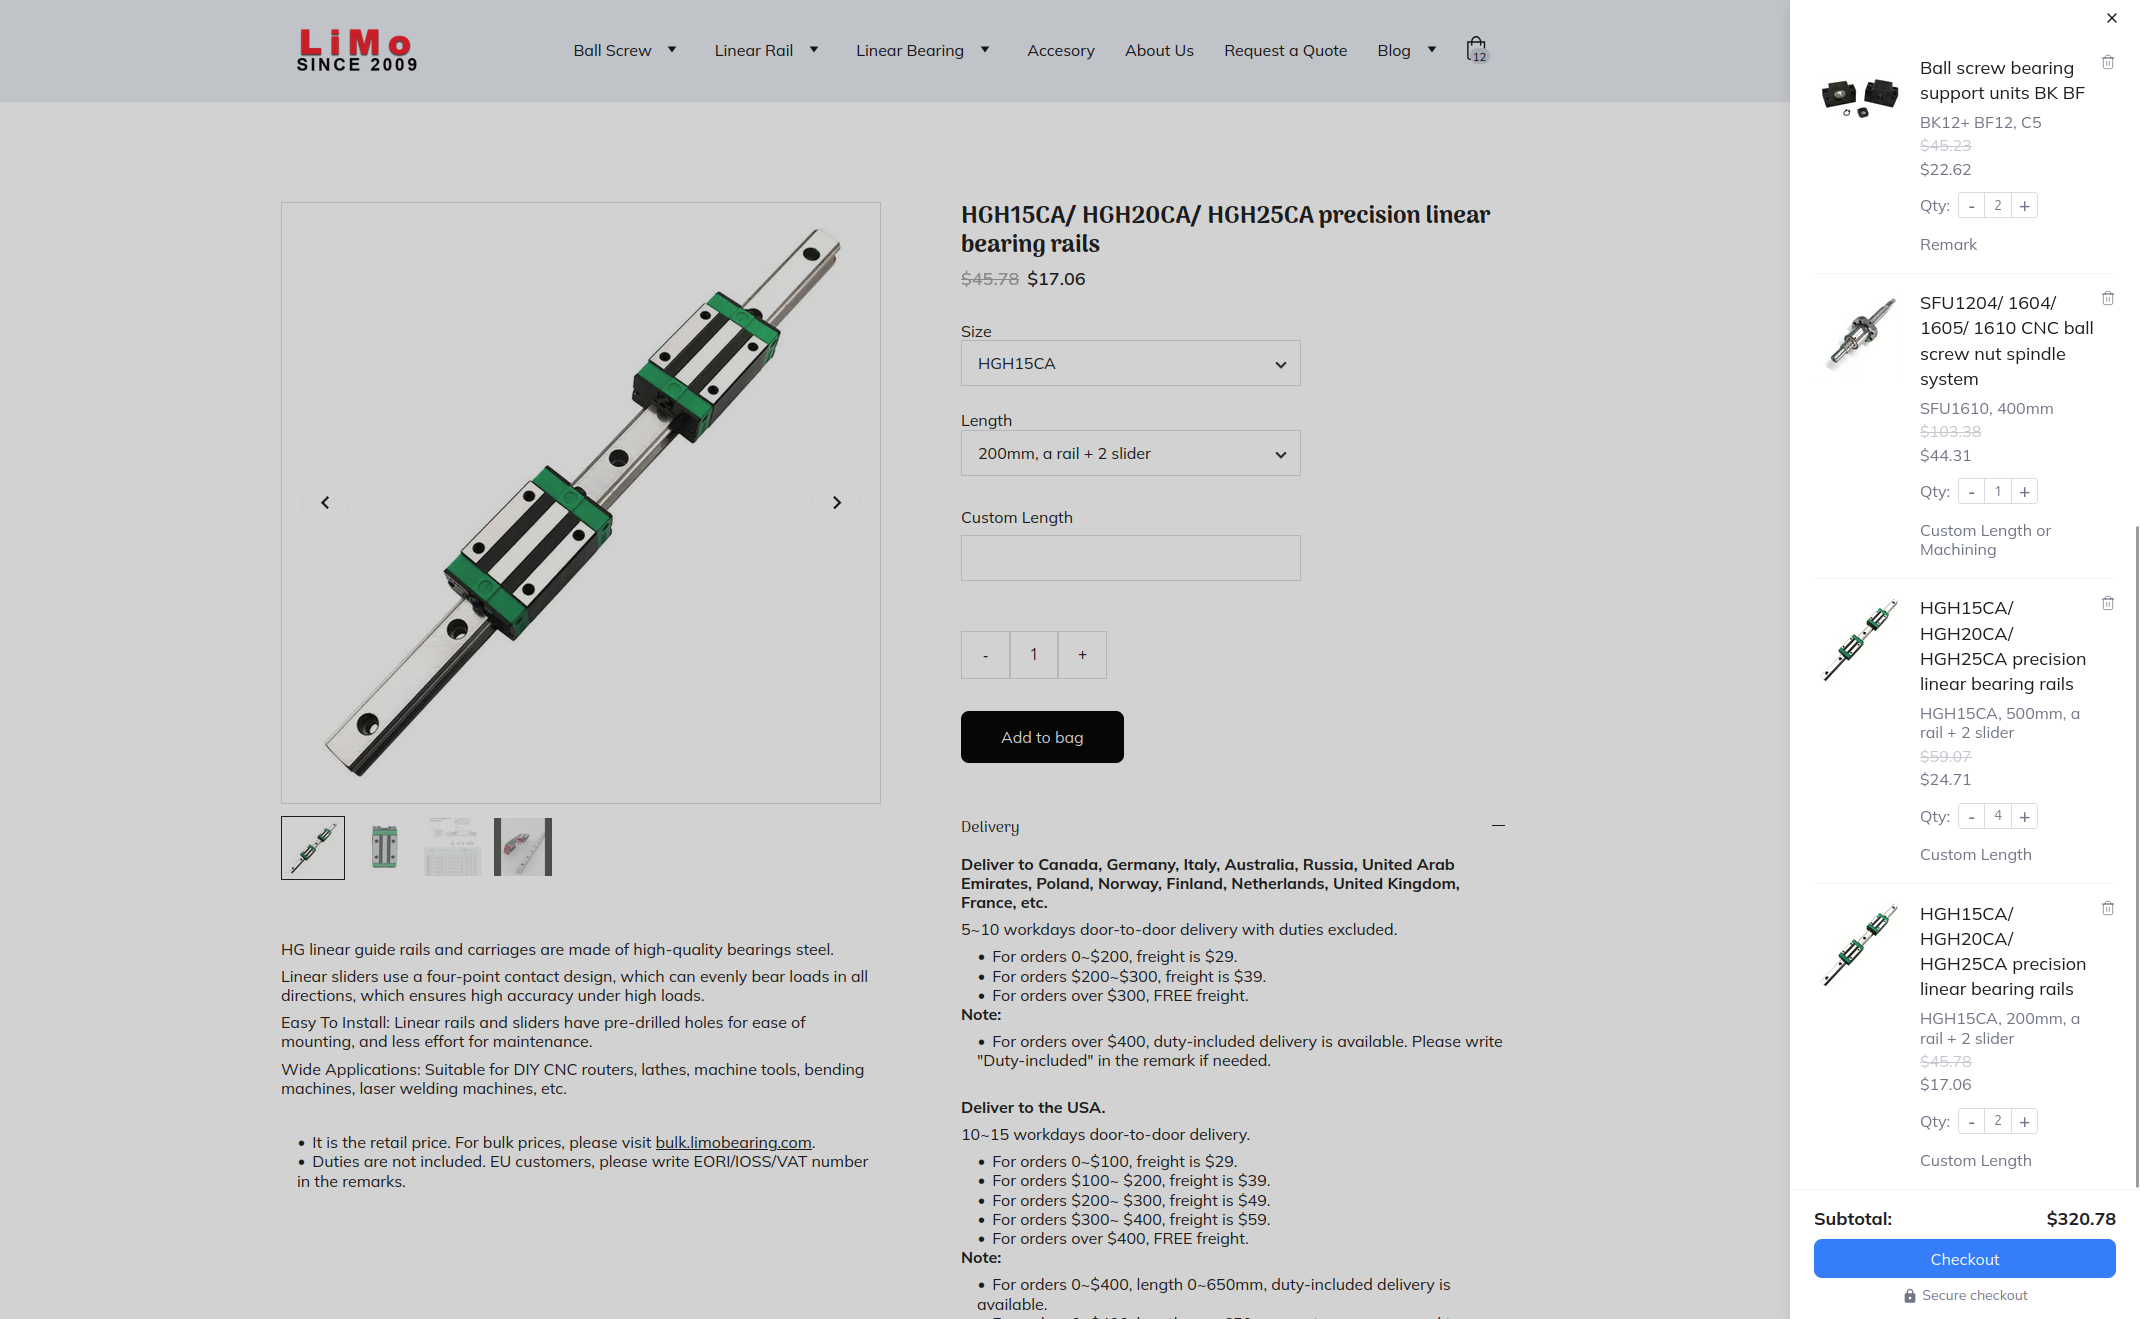 LiMo
SINCE 2009
Ball Screw
Linear Rail
Linear Bearing
Accesory
About Us
Request a Quote
Blog
12
HGH15CA/ HGH20CA/ HGH25CA precision linear
bearing rails
$45.78 $17.06
Size
HGH15CA
Length
200mm, a rail + 2 slider
Custom Length
- 1 +
Add to bag
Delivery
Deliver to Canada, Germany, Italy, Australia, Russia, United Arab
Emirates, Poland, Norway, Finland, Netherlands, United Kingdom,
France, etc.
5~10 workdays door-to-door delivery with duties excluded.
• For orders 0~$200, freight is $29.
• For orders $200~$300, freight is $39.
• For orders over $300, FREE freight.
Note:
• For orders over $400, duty-included delivery is available. Please write
"Duty-included" in the remark if needed.
Deliver to the USA.
10~15 workdays door-to-door delivery.
• For orders 0~$100, freight is $29.
• For orders $100~ $200, freight is $39.
• For orders $200~ $300, freight is $49.
• For orders $300~ $400, freight is $59.
• For orders over $400, FREE freight.
Note:
• For orders 0~$400, length 0~650mm, duty-included delivery is
available.
HG linear guide rails and carriages are made of high-quality bearings steel.
Linear sliders use a four-point contact design, which can evenly bear loads in all
directions, which ensures high accuracy under high loads.
Easy To Install: Linear rails and sliders have pre-drilled holes for ease of
mounting, and less effort for maintenance.
Wide Applications: Suitable for DIY CNC routers, lathes, machine tools, bending
machines, laser welding machines, etc.
• It is the retail price. For bulk prices, please visit bulk.limobearing.com.
• Duties are not included. EU customers, please write EORI/IOSS/VAT number
in the remarks.
Ball screw bearing
support units BK BF
BK12+ BF12, C5
$45.23
$22.62
Qty: - 2 +
Remark
SFU1204/ 1604/
1605/ 1610 CNC ball
screw nut spindle
system
SFU1610, 400mm
$103.38
$44.31
Qty: - 1 +
Custom Length or
Machining
HGH15CA/
HGH20CA/
HGH25CA precision
linear bearing rails
HGH15CA, 500mm, a
rail + 2 slider
$59.07
$24.71
Qty: - 4 +
Custom Length
HGH15CA/
HGH20CA/
HGH25CA precision
linear bearing rails
HGH15CA, 200mm, a
rail + 2 slider
$45.78
$17.06
Qty: - 2 +
Custom Length
Subtotal: $320.78
Checkout
Secure checkout